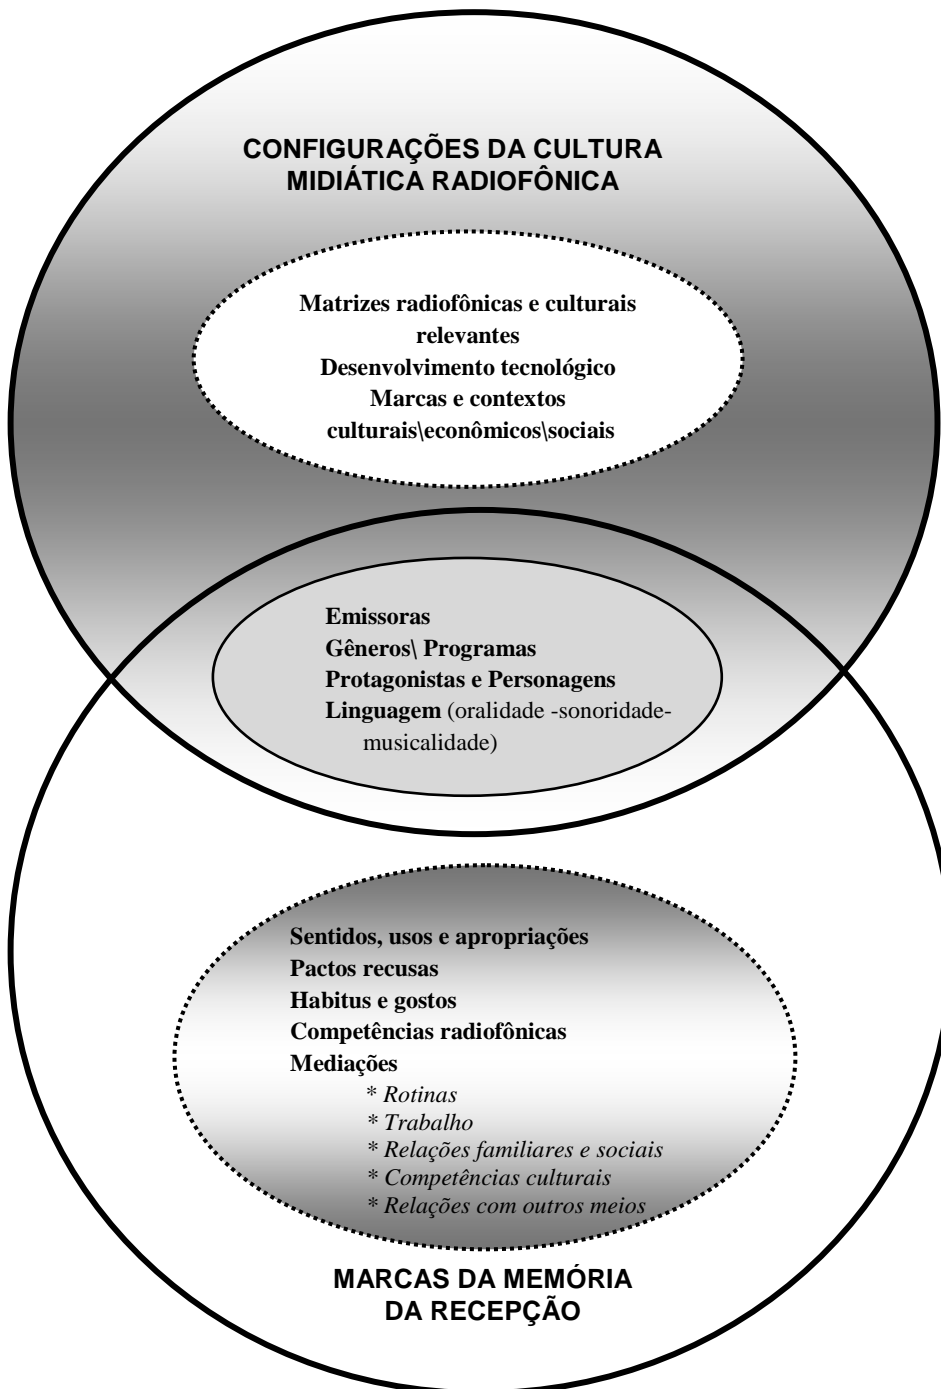 CONFIGURAÇÕES DA CULTURA
MIDIÁTICA RADIOFÔNICA
Matrizes radiofônicas e culturais
relevantes
Desenvolvimento tecnológico
Marcas e contextos
culturais\econômicos\sociais
Emissoras
Gêneros\ Programas
Protagonistas e Personagens
Linguagem (oralidade -sonoridade-
musicalidade)
Sentidos, usos e apropriações
Pactos recusas
Habitus e gostos
Competências radiofônicas
Mediações
* Rotinas
* Trabalho
* Relações familiares e sociais
* Competências culturais
* Relações com outros meios
MARCAS DA MEMÓRIA
DA RECEPÇÃO